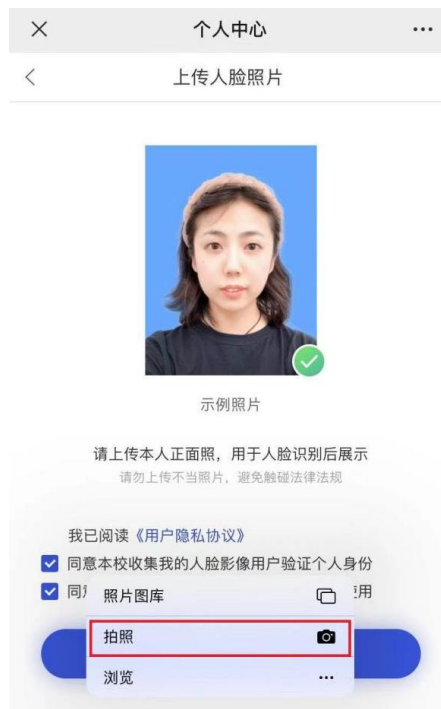 个人中心
上传人脸照片
示例照片
请上传本人正面照，用于人脸识别后展示
请勿上传不当照片，避免触碰法律法规
我已阅读《用户隐私协议》
同意本校收集我的人脸影像用户验证个人身份
同 用
照片图库
拍照
浏览